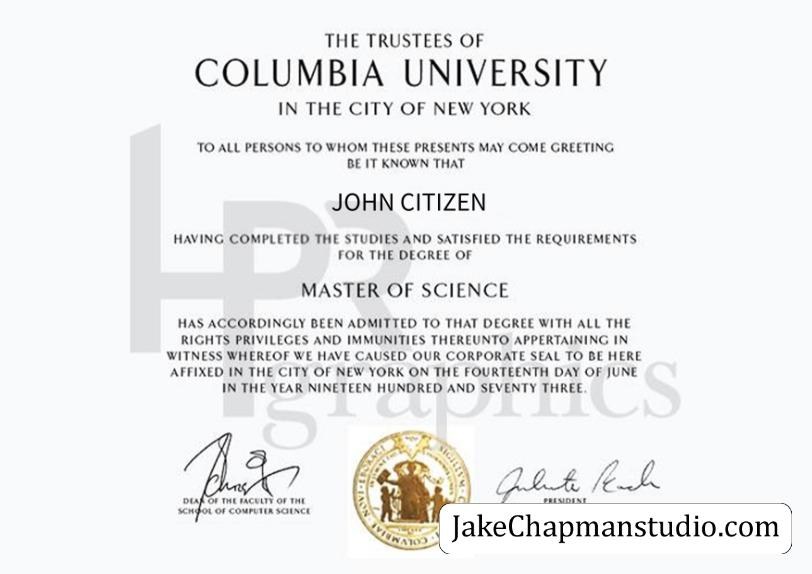 THE TRUSTEES OF
COLUMBIA UNIVERSITY
IN THE CITY OF NEW YORK
TO ALL PERSONS TO WHOM THESE PRESENTS MAY COME GREETING
BE IT KNOWN THAT
JOHN CITIZEN
HAVING COMPLETED THE STUDIES AND SATISFIED THE REQUIREMENTS
FOR THE DEGREE OF
MASTER OF SCIENCE
HAS ACCORDINGLY BEEN ADMITTED TO THAT DEGREE WITH ALL THE
RIGHTS PRIVILEGES AND IMMUNITIES THEREUNTO APPERTAINING IN
WITNESS WHEREOF WE HAVE CAUSED OUR CORPORATE SEAL TO BE HERE
AFFIXED IN THE CITY OF NEW YORK ON THE FOURTEENTH DAY OF JUNE
IN THE YEAR NINETEEN HUNDRED AND SEVENTY THREE.
HPR
graphics
DEAN OF THE FACULTY OF THE
SCHOOL OF COMPUTER SCIENCE
PRESIDENT
JakeChapmanstudio.com